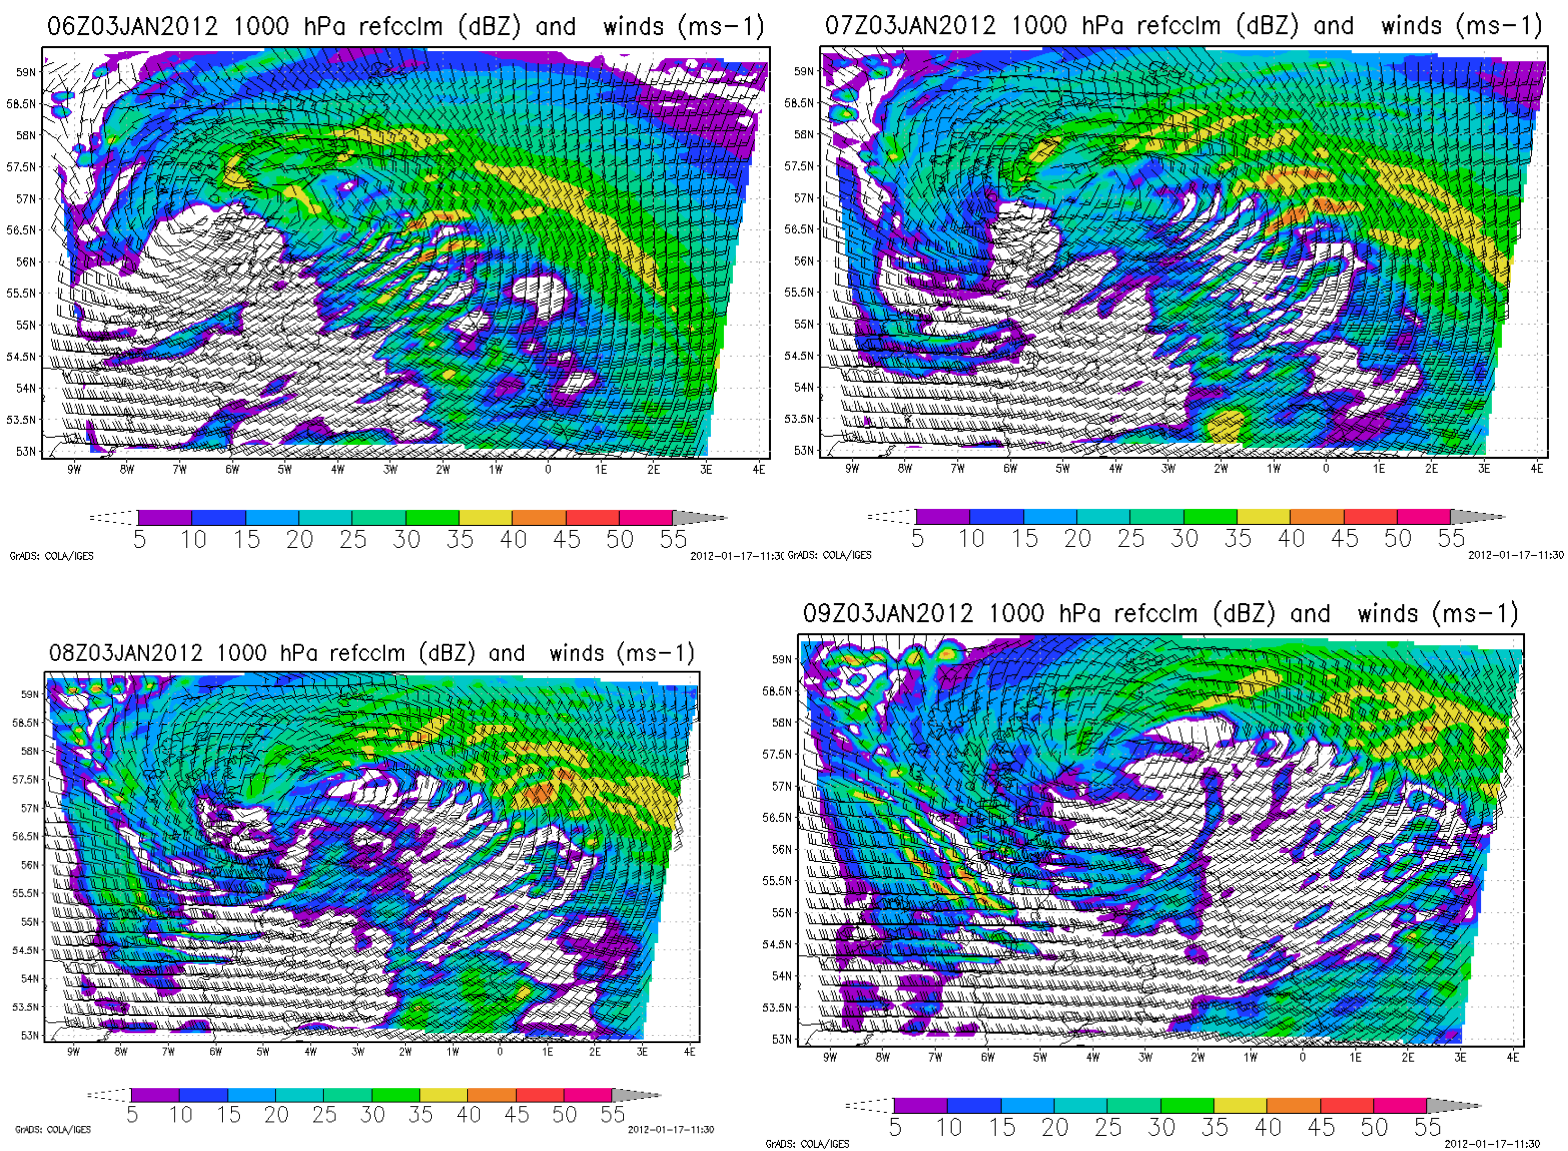 06Z03JAN2012 1000 hPa refcclm (dBZ) and winds (ms-1)
59N
58.5N
58N
57.5N
57N
56.5N
56N
55.5N
55N
54.5N
54N
53.5N
53N
9W 8W 7W 6W 5W 4W 3W 2W 1W 0 1E 2E 3E 4E
5 10 15 20 25 30 35 40 45 50 55
GrADS: COLA/IGES
2012-01-17-11:30
07Z03JAN2012 1000 hPa refcclm (dBZ) and winds (ms-1)
59N
58.5N
58N
57.5N
57N
56.5N
56N
55.5N
55N
54.5N
54N
53.5N
53N
9W 8W 7W 6W 5W 4W 3W 2W 1W 0 1E 2E 3E 4E
5 10 15 20 25 30 35 40 45 50 55
GrADS: COLA/IGES
2012-01-17-11:30
08Z03JAN2012 1000 hPa refcclm (dBZ) and winds (ms-1)
59N
58.5N
58N
57.5N
57N
56.5N
56N
55.5N
55N
54.5N
54N
53.5N
53N
9W 8W 7W 6W 5W 4W 3W 2W 1W 0 1E 2E 3E 4E
5 10 15 20 25 30 35 40 45 50 55
GrADS: COLA/IGES
2012-01-17-11:30
09Z03JAN2012 1000 hPa refcclm (dBZ) and winds (ms-1)
59N
58.5N
58N
57.5N
57N
56.5N
56N
55.5N
55N
54.5N
54N
53.5N
53N
9W 8W 7W 6W 5W 4W 3W 2W 1W 0 1E 2E 3E 4E
5 10 15 20 25 30 35 40 45 50 55
GrADS: COLA/IGES
2012-01-17-11:30